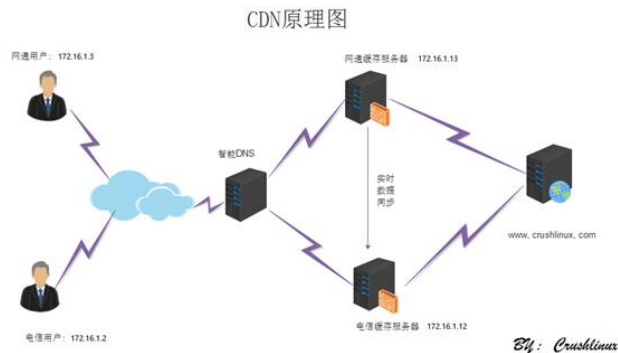 CDN原理图
网通用户： 172.16.1.3
网通缓存服务器 172.16.1.13
智能DNS
实时
数据
同步
www.crushlinux.com
电信用户：172.16.1.2
电信缓存服务器 172.16.1.12
BY： Crushlinux